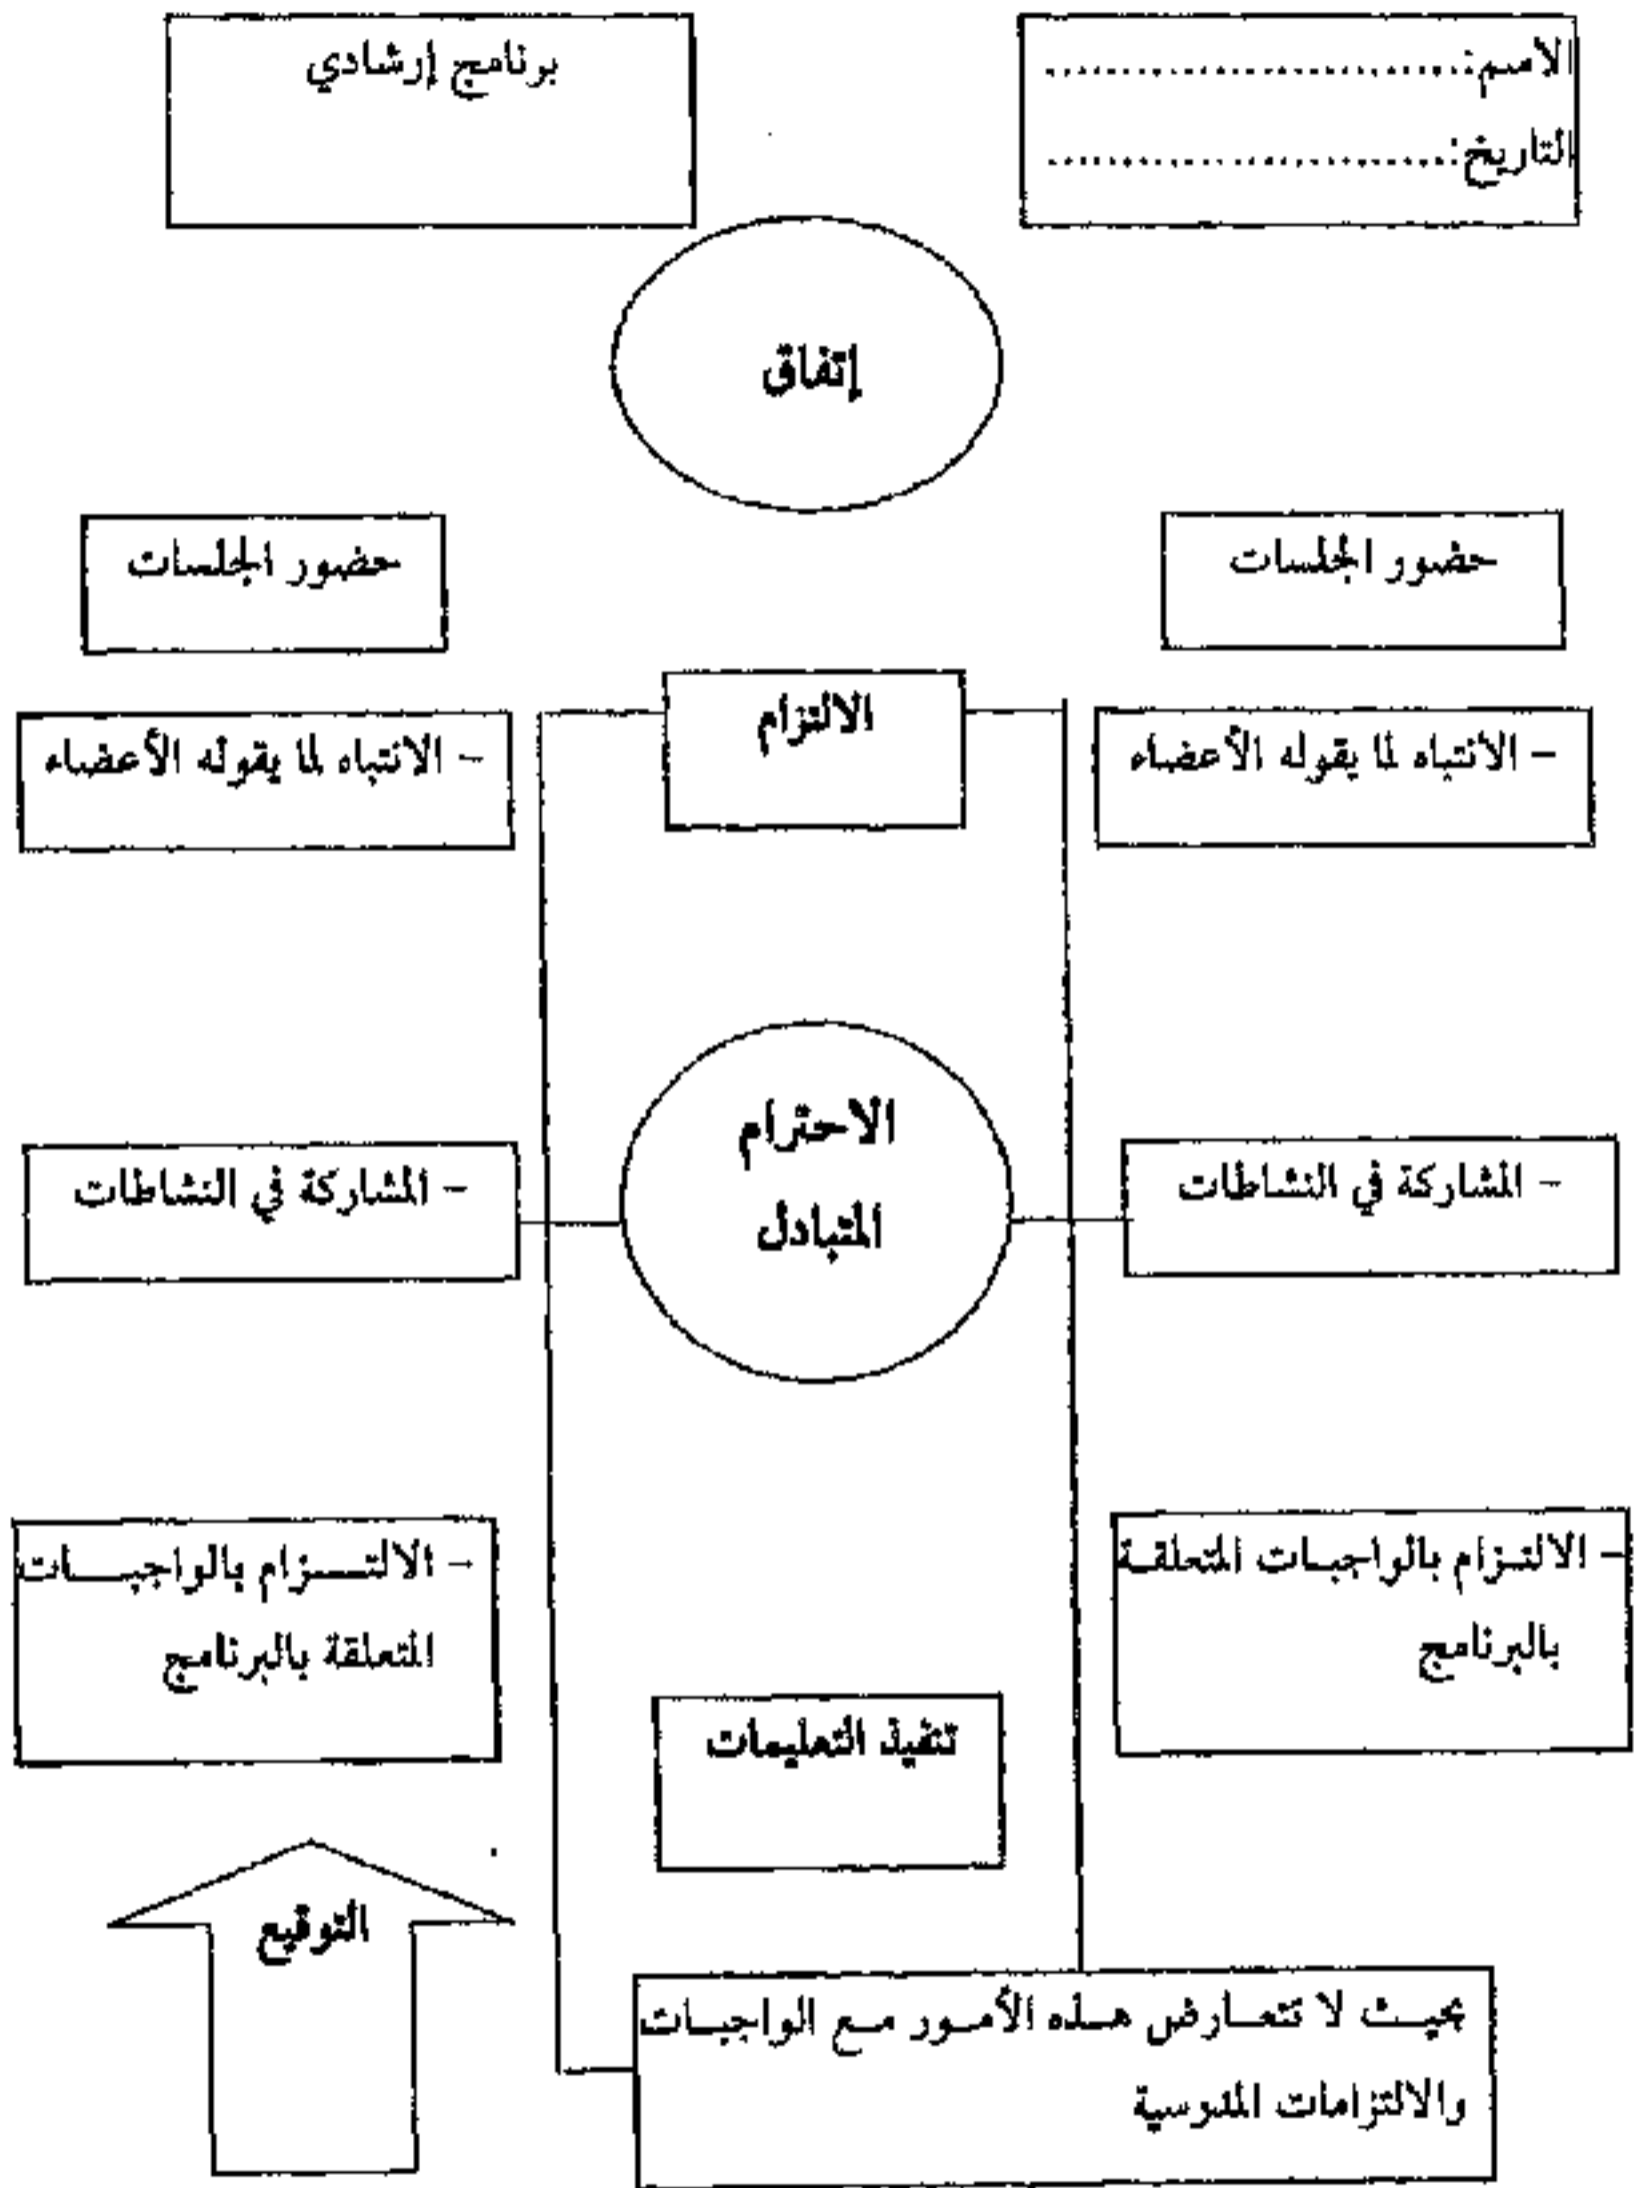 الإسم: ..............................
التاريخ: ..............................
برنامج إرشادي
إتفاق
حضور الجلسات
حضور الجلسات
الالتزام
– الانتباه لما يقوله الأعضاء
– الانتباه لما يقوله الأعضاء
الاحترام
المتبادل
– المشاركة في النشاطات
– المشاركة في النشاطات
– الالتزام بالواجبات المتعلقة
بالبرنامج
– الالتزام بالواجبات
المتعلقة بالبرنامج
تنفيذ التعليمات
التوقيع
بحيث لا تتعارض هذه الأمور مع الواجبات
والالتزامات المدرسية